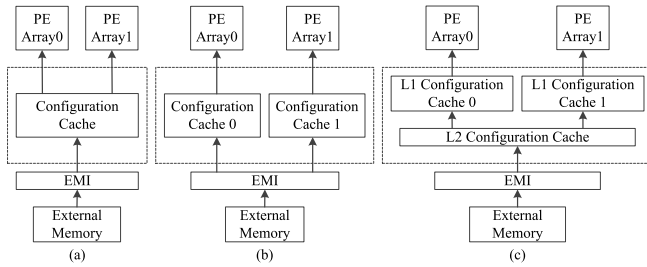 PE
Array0
PE
Array1
Configuration
Cache
EMI
External
Memory
(a)
PE
Array0
PE
Array1
Configuration
Cache 0
Configuration
Cache 1
EMI
External
Memory
(b)
PE
Array0
PE
Array1
L1 Configuration
Cache 0
L1 Configuration
Cache 1
L2 Configuration Cache
EMI
External
Memory
(c)